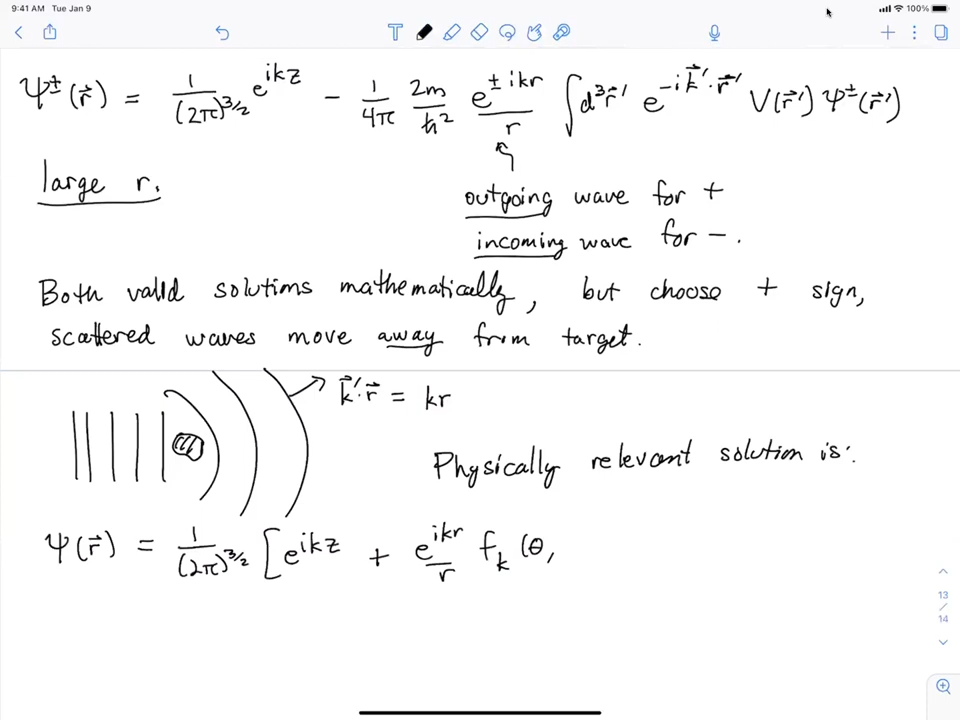 9:41 AM Tue Jan 9 100%
T
Ψ±(r⃗) = 1/(2π)^3/2 e^ikz − 1/4π 2m/ħ² e^±ikr/r ∫d³r⃗′ e^−ik⃗′·r⃗′ V(r⃗′) Ψ±(r⃗′)
large r.
outgoing wave for +
incoming wave for −.
Both valid solutions mathematically, but choose + sign,
scattered waves move away from target.
k⃗′·r⃗ = kr
Physically relevant solution is:
Ψ(r⃗) = 1/(2π)^3/2 [e^ikz + e^ikr/r f_k (θ,
13
/
14